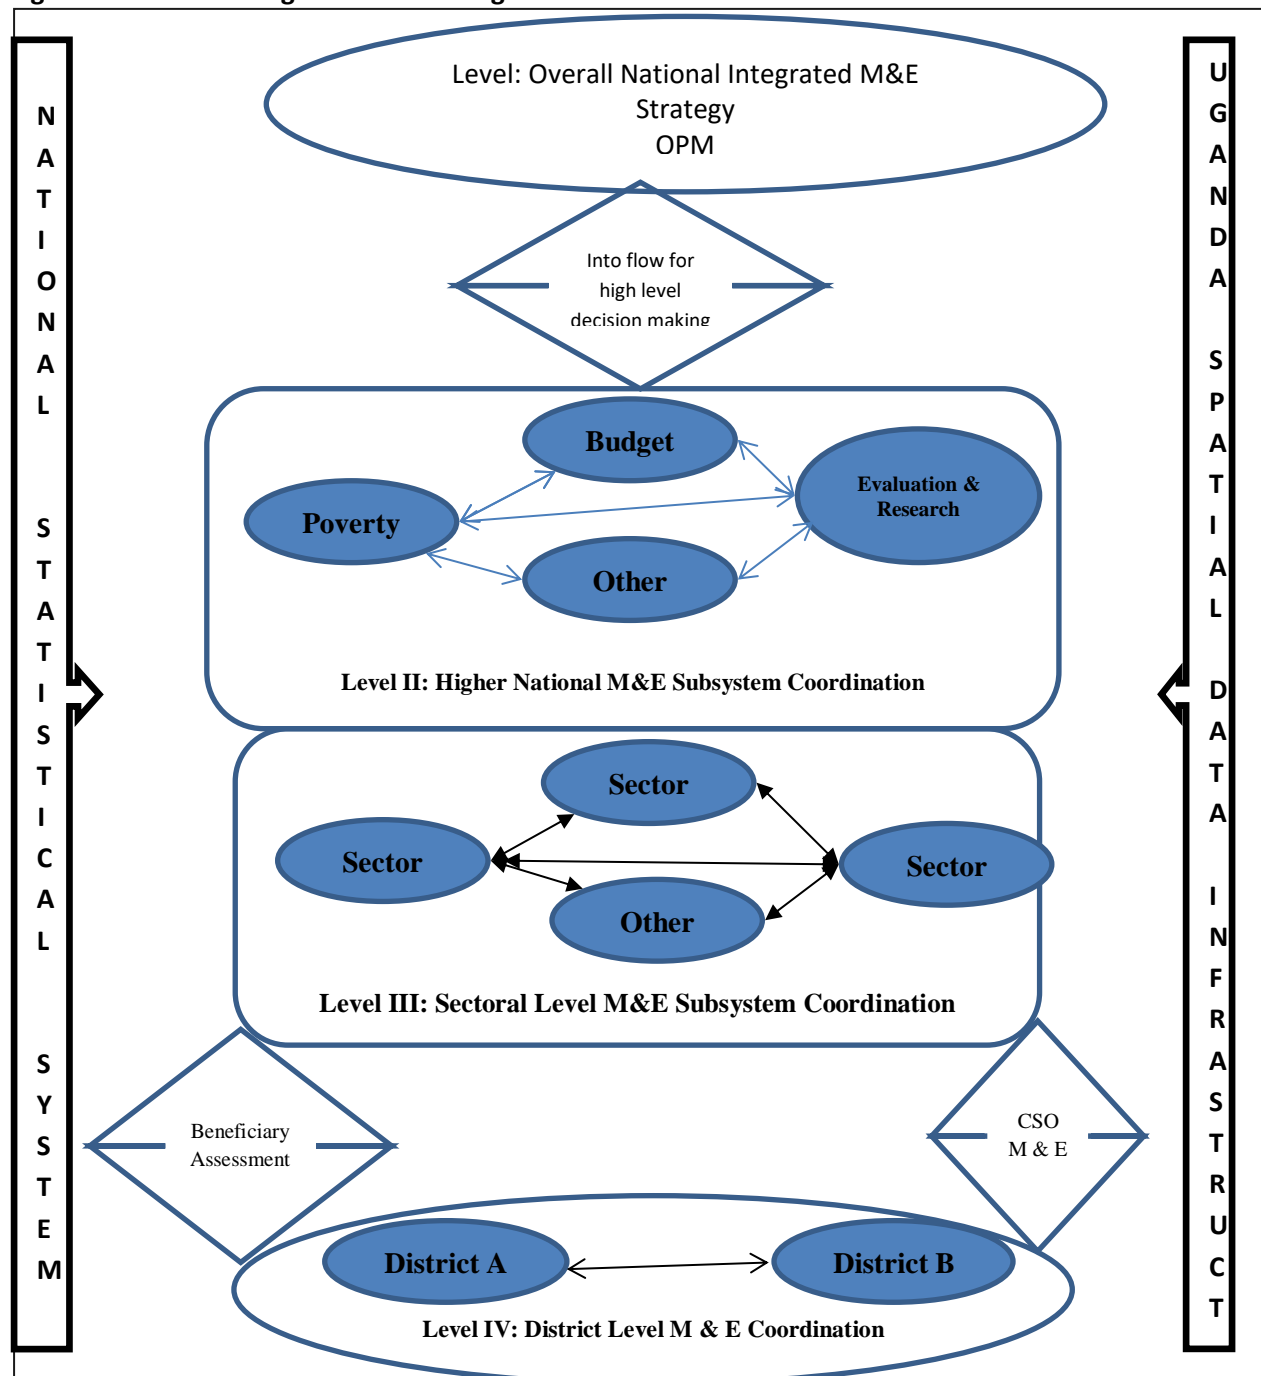 Level: Overall National Integrated M&E
Strategy
OPM
Into flow for
high level
decision making
Budget
Evaluation &
Research
Poverty
Other
Level II: Higher National M&E Subsystem Coordination
Sector
Sector
Sector
Other
Level III: Sectoral Level M&E Subsystem Coordination
Beneficiary
Assessment
CSO
M & E
District A
District B
Level IV: District Level M & E Coordination
NATIONAL STATISTICAL SYSTEM
UGANDA SPATIAL DATA INFRASTRUCT